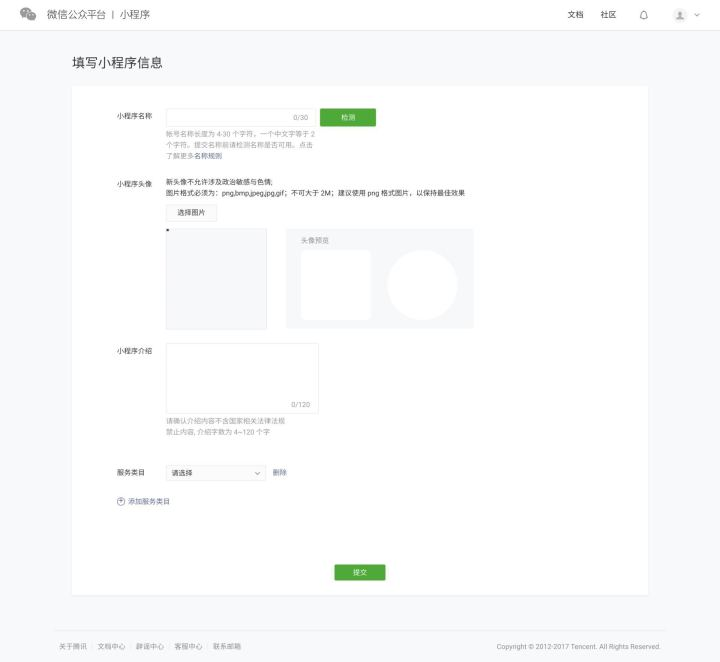 微信公众平台 | 小程序
文档 社区
填写小程序信息
小程序名称
0/30
检测
帐号名称长度为 4-30 个字符，一个中文字等于 2
个字符。提交名称前请检测名称是否可用。点击
了解更多名称规则
小程序头像
新头像不允许涉及政治敏感与色情;
图片格式必须为：png,bmp,jpeg,jpg,gif；不可大于 2M；建议使用 png 格式图片，以保持最佳效果
选择图片
头像预览
小程序介绍
0/120
请确认介绍内容不含国家相关法律法规
禁止内容, 介绍字数为 4~120 个字
服务类目
请选择
删除
添加服务类目
提交
关于腾讯 | 文档中心 | 辟谣中心 | 客服中心 | 联系邮箱
Copyright © 2012-2017 Tencent. All Rights Reserved.